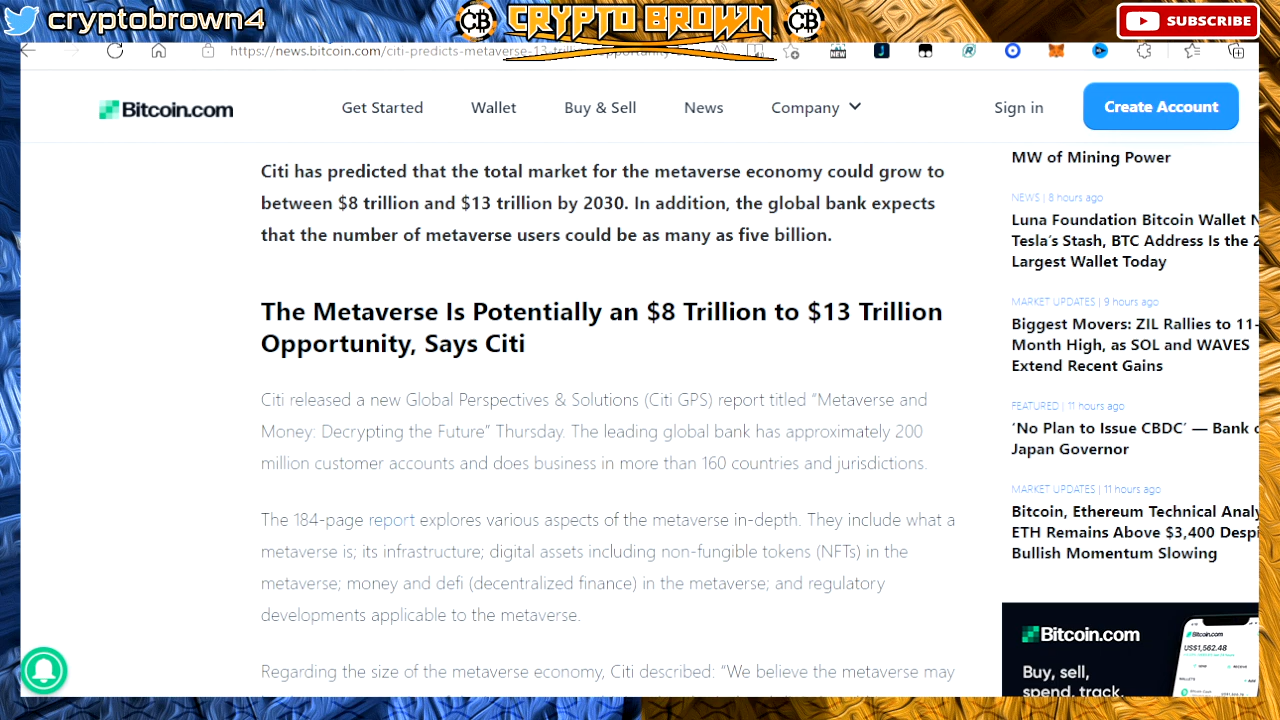 cryptobrown4
CB CRYPTO BROWN CB
SUBSCRIBE
https://news.bitcoin.com/citi-predicts-metaverse-13-
Bitcoin.com
Get Started Wallet Buy & Sell News Company Sign in Create Account
Citi has predicted that the total market for the metaverse economy could grow to
between $8 trillion and $13 trillion by 2030. In addition, the global bank expects
that the number of metaverse users could be as many as five billion.
The Metaverse Is Potentially an $8 Trillion to $13 Trillion
Opportunity, Says Citi
Citi released a new Global Perspectives & Solutions (Citi GPS) report titled “Metaverse and
Money: Decrypting the Future” Thursday. The leading global bank has approximately 200
million customer accounts and does business in more than 160 countries and jurisdictions.
The 184-page report explores various aspects of the metaverse in-depth. They include what a
metaverse is; its infrastructure; digital assets including non-fungible tokens (NFTs) in the
metaverse; money and defi (decentralized finance) in the metaverse; and regulatory
developments applicable to the metaverse.
Regarding the size of the metaverse economy, Citi described: “We believe the metaverse may
MW of Mining Power
NEWS | 8 hours ago
Luna Foundation Bitcoin Wallet N
Tesla’s Stash, BTC Address Is the 2
Largest Wallet Today
MARKET UPDATES | 9 hours ago
Biggest Movers: ZIL Rallies to 11-
Month High, as SOL and WAVES
Extend Recent Gains
FEATURED | 11 hours ago
‘No Plan to Issue CBDC’ — Bank o
Japan Governor
MARKET UPDATES | 11 hours ago
Bitcoin, Ethereum Technical Analy
ETH Remains Above $3,400 Despi
Bullish Momentum Slowing
Bitcoin.com
Buy, sell,
spend, track,
Bitcoin.com
US$1,562.48